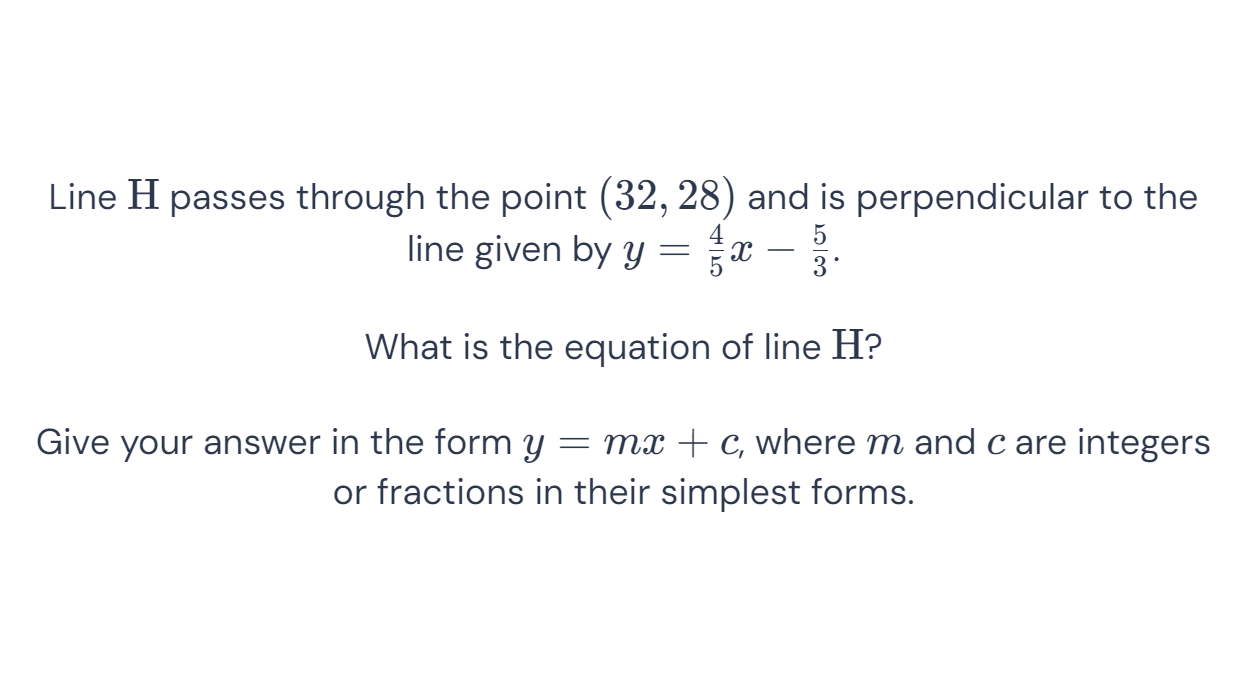 Line H passes through the point (32, 28) and is perpendicular to the
line given by y = \frac{4}{5}x − \frac{5}{3}.
What is the equation of line H?
Give your answer in the form y = mx + c, where m and c are integers
or fractions in their simplest forms.